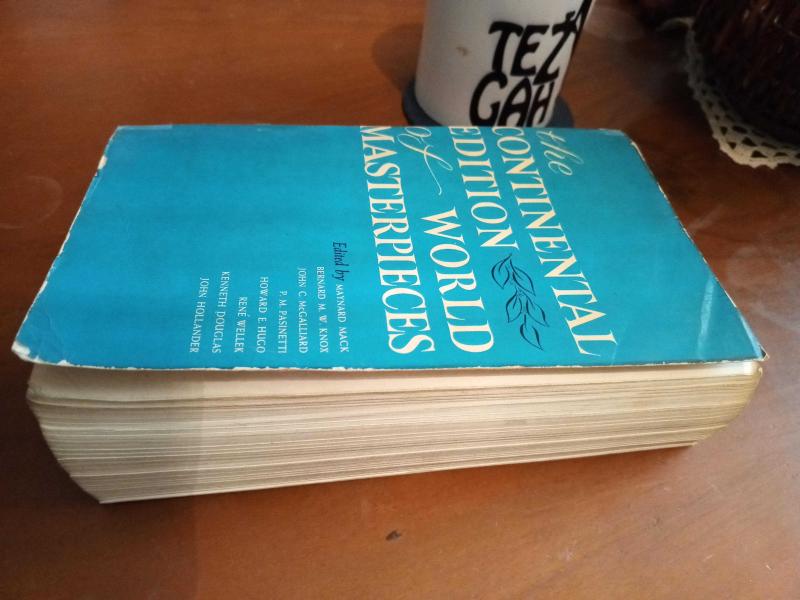 TEZ
GAH
the
CONTINENTAL
EDITION
of WORLD
MASTERPIECES
Edited by MAYNARD MACK
BERNARD M. W. KNOX
JOHN C. McGALLIARD
P. M. PASINETTI
HOWARD E. HUGO
RENÉ WELLEK
KENNETH DOUGLAS
JOHN HOLLANDER